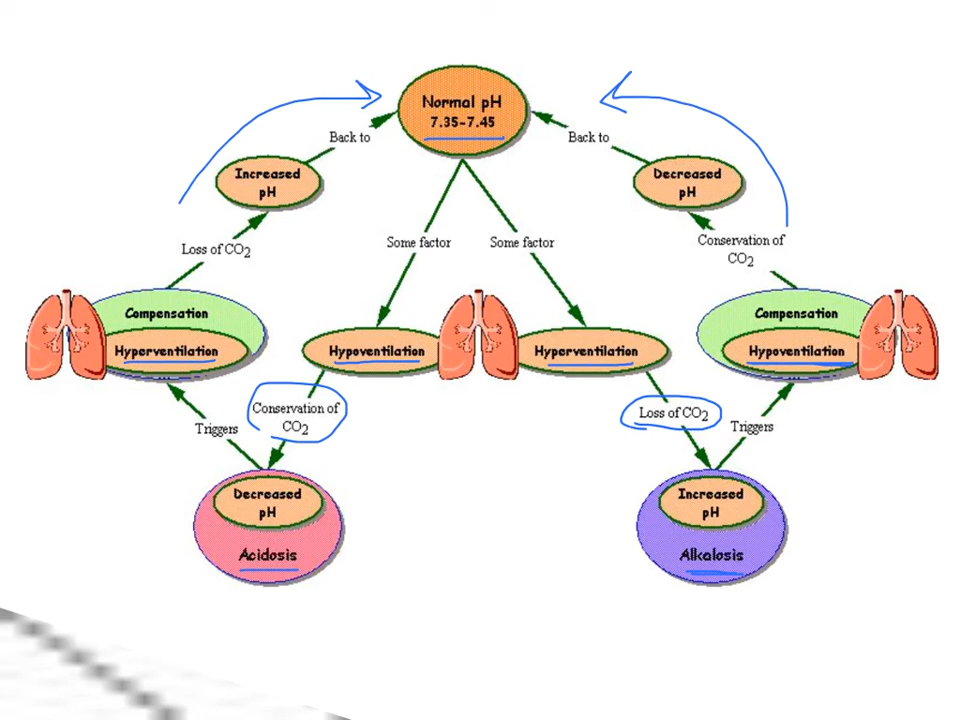 Normal pH
7.35-7.45
Back to
Back to
Increased
pH
Decreased
pH
Loss of CO2
Some factor
Some factor
Conservation of
CO2
Compensation
Hyperventilation
Hypoventilation
Hyperventilation
Compensation
Hypoventilation
...
Conservation of
CO2
Loss of CO2
Triggers
Triggers
Decreased
pH
Acidosis
Increased
pH
Alkalosis